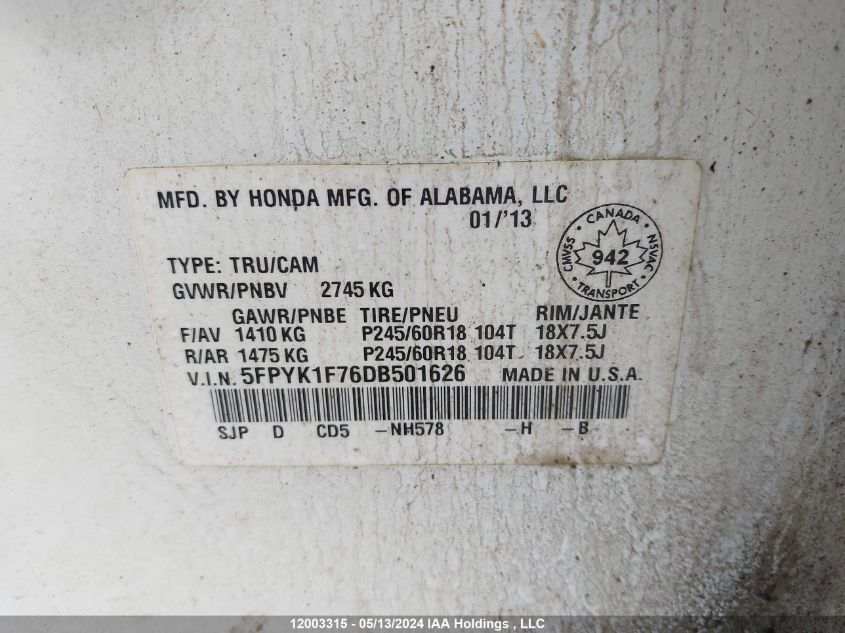 MFD. BY HONDA MFG. OF ALABAMA, LLC
01/'13
CANADA
CMVSS 942 NSVAC
TRANSPORT
TYPE: TRU/CAM
GVWR/PNBV 2745 KG
GAWR/PNBE TIRE/PNEU RIM/JANTE
F/AV 1410 KG P245/60R18 104T 18X7.5J
R/AR 1475 KG P245/60R18 104T 18X7.5J
V.I.N. 5FPYK1F76DB501626 MADE IN U.S.A.
SJP D CD5 -NH578 -H -B
12003315 - 05/13/2024 IAA Holdings , LLC